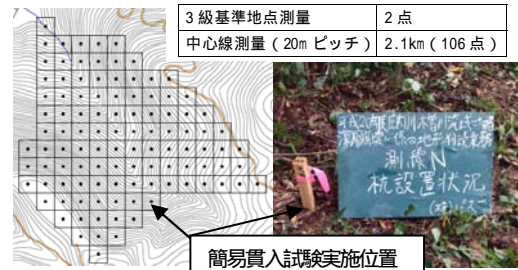 3級基準地点測量 2点
中心線測量(20mピッチ) 2.1km(106点)
測線N
杭設置状況
簡易貫入試験実施位置